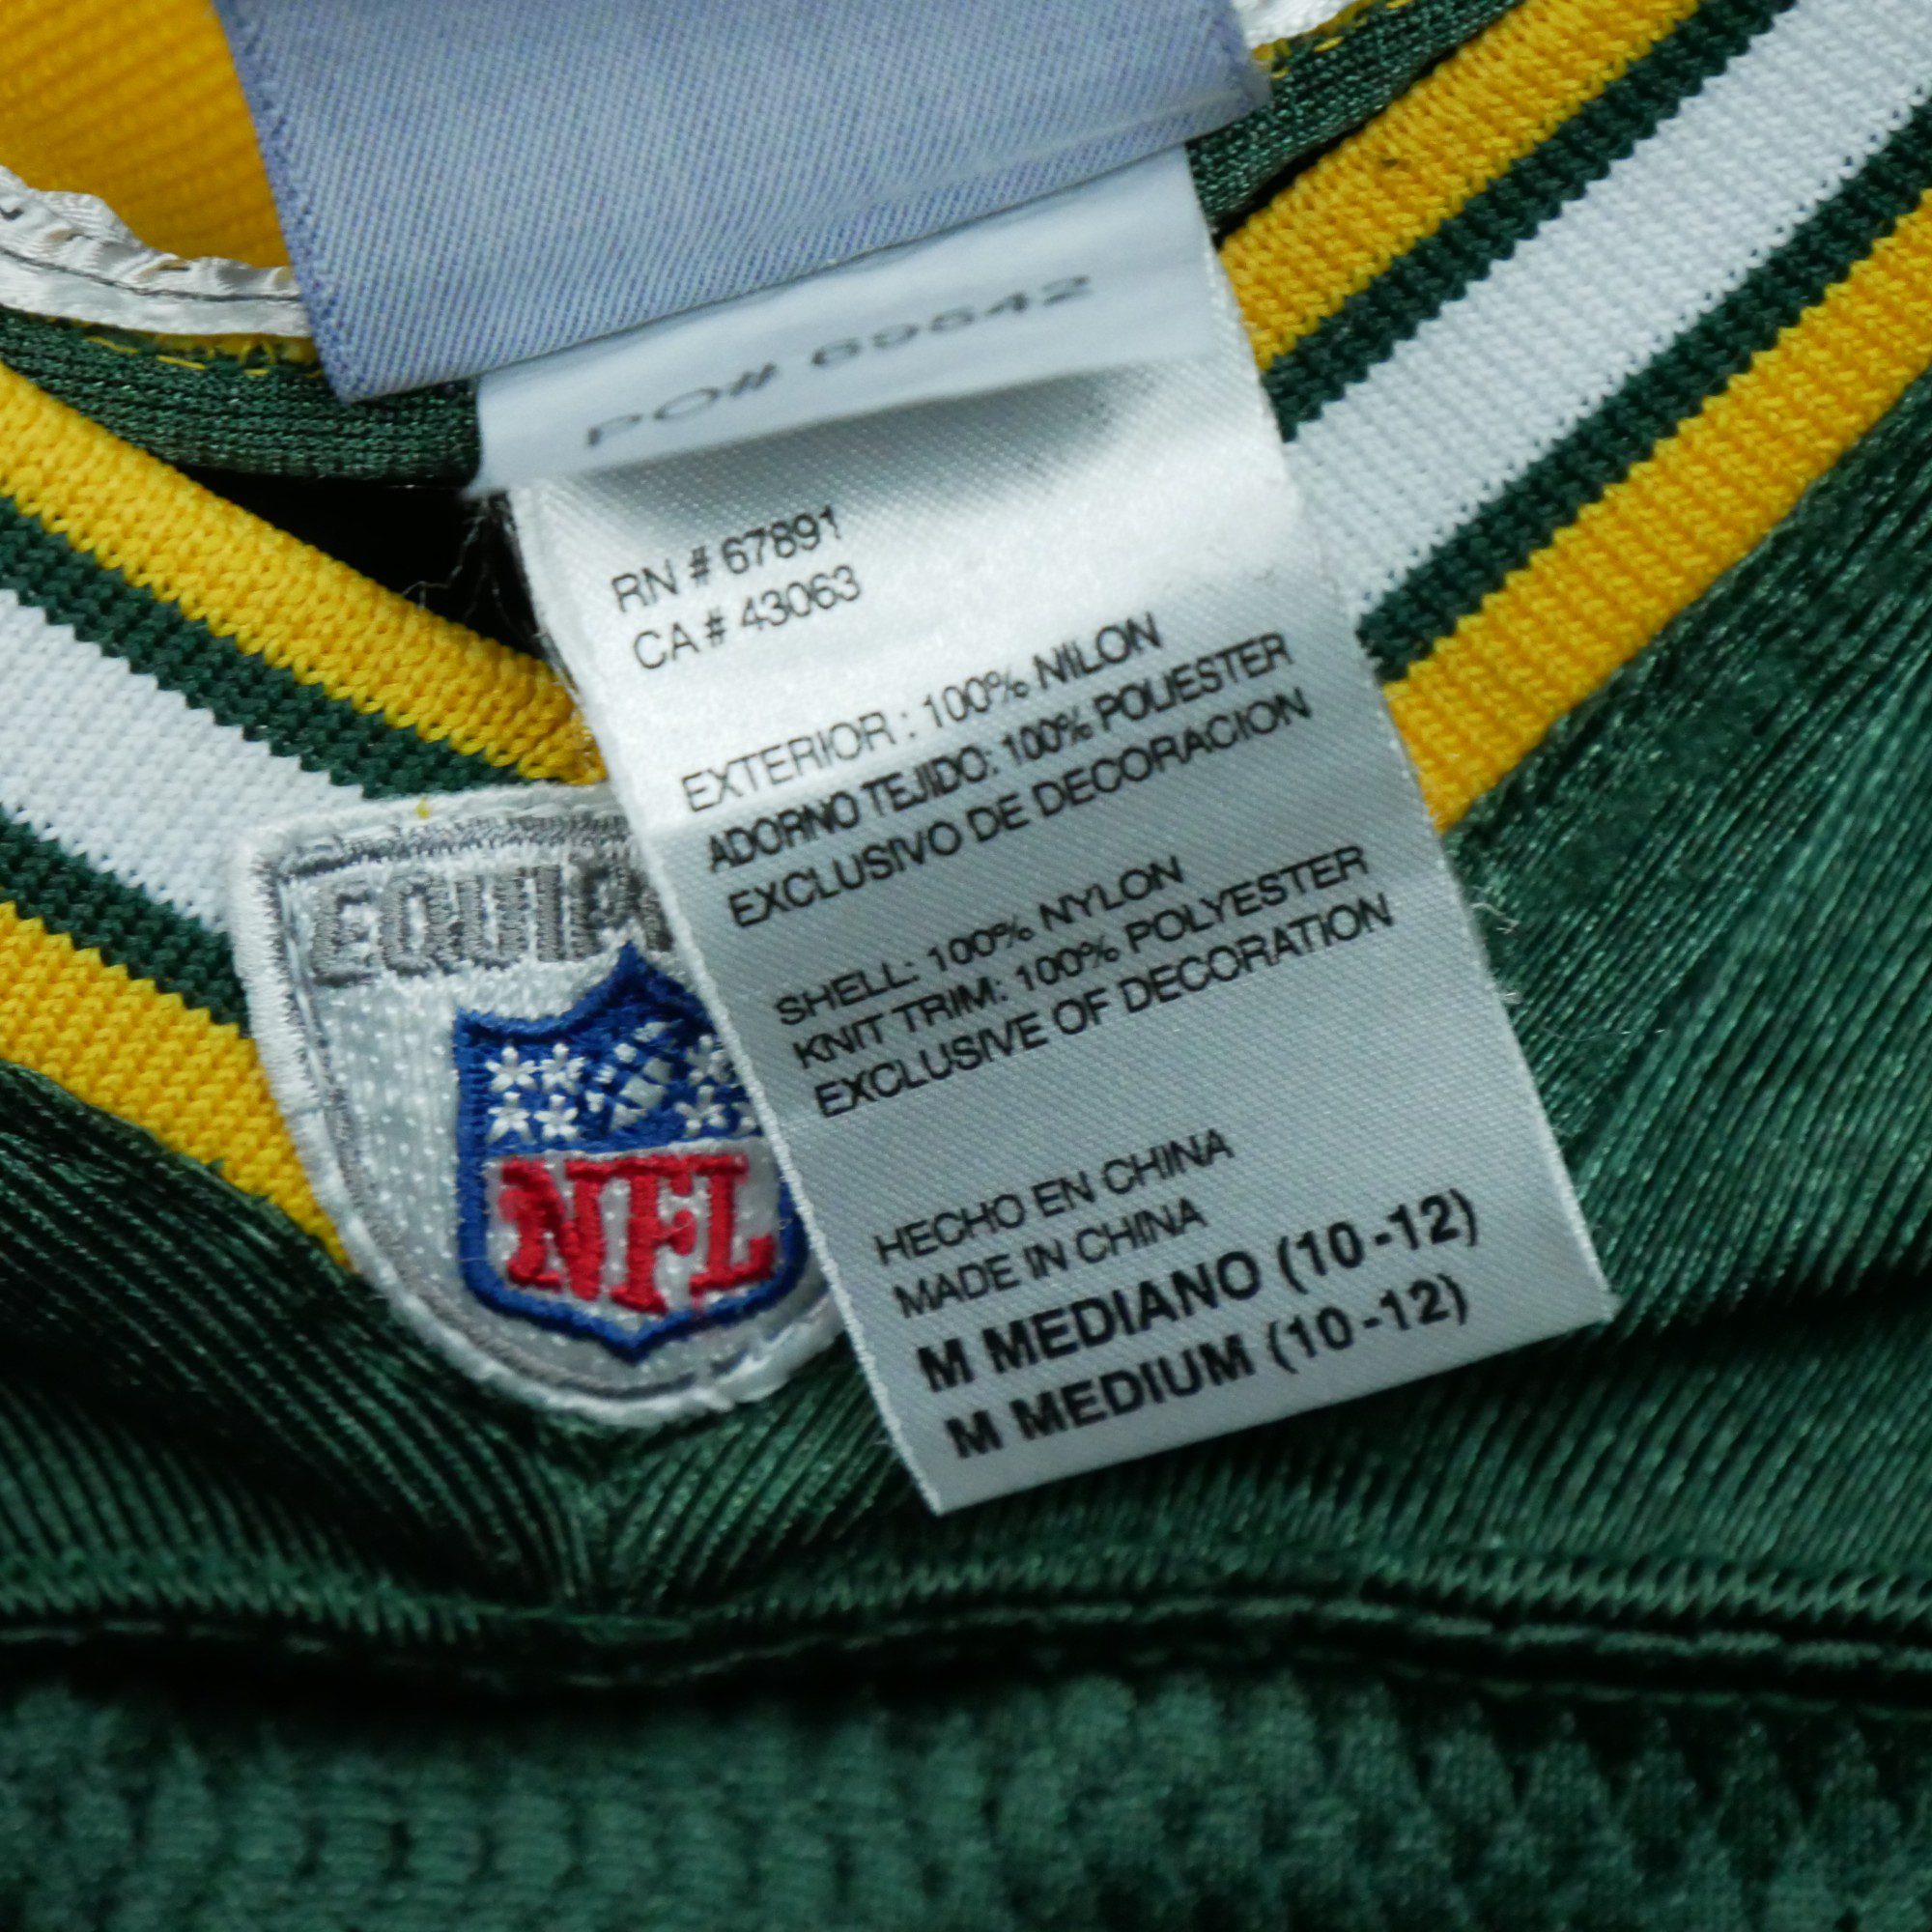 PO# 69642
RN # 67891
CA # 43063
EXTERIOR : 100% NILON
ADORNO TEJIDO: 100% POLIESTER
EXCLUSIVO DE DECORACION
SHELL: 100% NYLON
KNIT TRIM: 100% POLYESTER
EXCLUSIVE OF DECORATION
HECHO EN CHINA
MADE IN CHINA
M MEDIANO (10-12)
M MEDIUM (10-12)
EQUIP
NFL